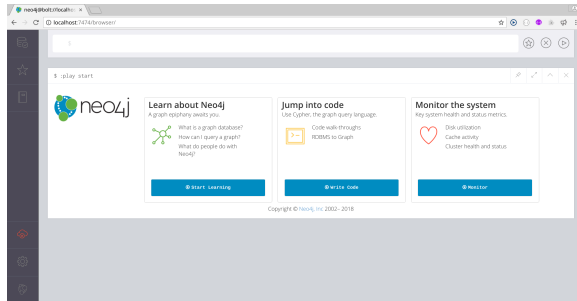 neo4j@bolt://localhos
localhost:7474/browser/
$
$ :play start
neo4j
Learn about Neo4j
A graph epiphany awaits you.
What is a graph database?
How can I query a graph?
What do people do with
Neo4j?
Start Learning
Jump into code
Use Cypher, the graph query language.
Code walk-throughs
RDBMS to Graph
Write Code
Monitor the system
Key system health and status metrics.
Disk utilization
Cache activity
Cluster health and status
Monitor
Copyright © Neo4j, Inc 2002–2018